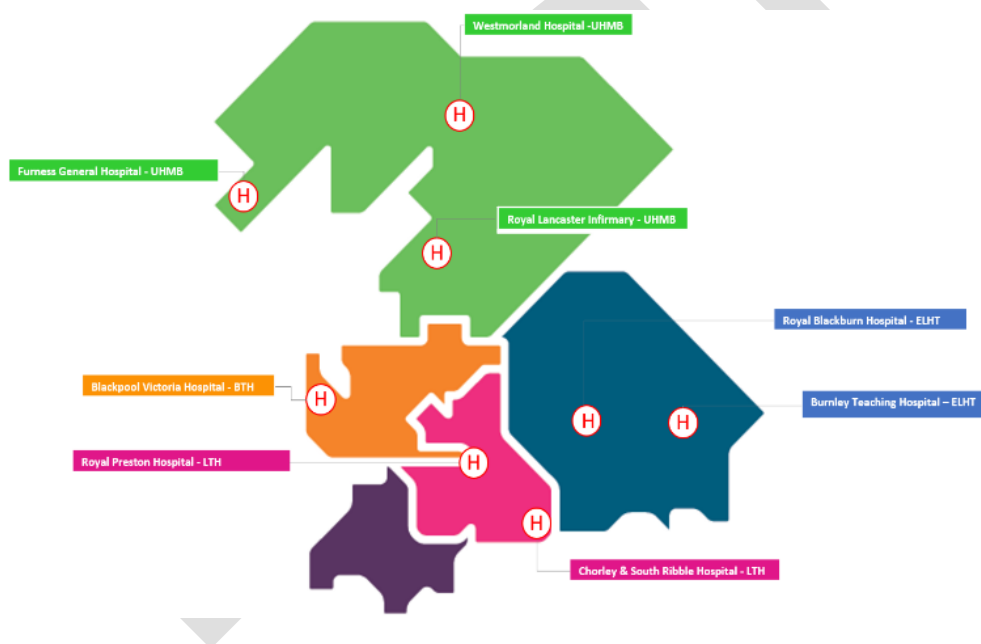 Westmorland Hospital -UHMB
H
Furness General Hospital - UHMB
H
Royal Lancaster Infirmary - UHMB
H
Royal Blackburn Hospital - ELHT
Blackpool Victoria Hospital - BTH
H
Burnley Teaching Hospital – ELHT
H
H
Royal Preston Hospital - LTH
H
H
Chorley & South Ribble Hospital - LTH